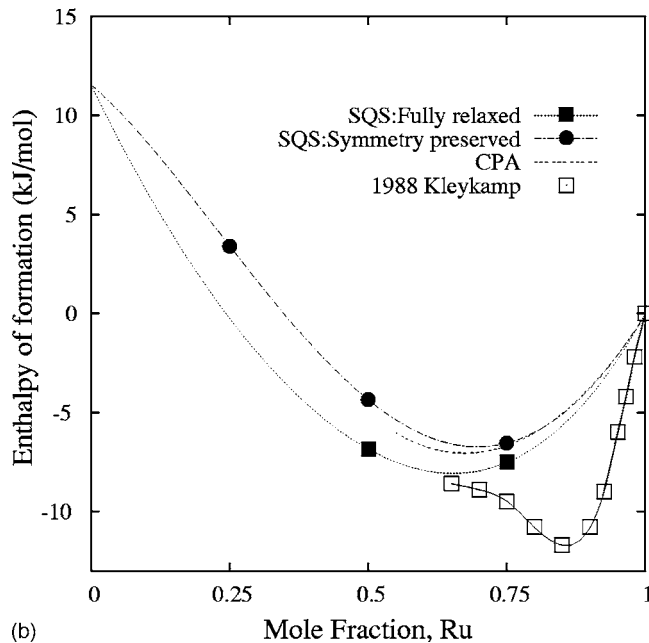 15
10
5
0
-5
-10
Enthalpy of formation (kJ/mol)
SQS:Fully relaxed
SQS:Symmetry preserved
CPA
1988 Kleykamp
0
0.25
0.5
0.75
1
Mole Fraction, Ru
(b)